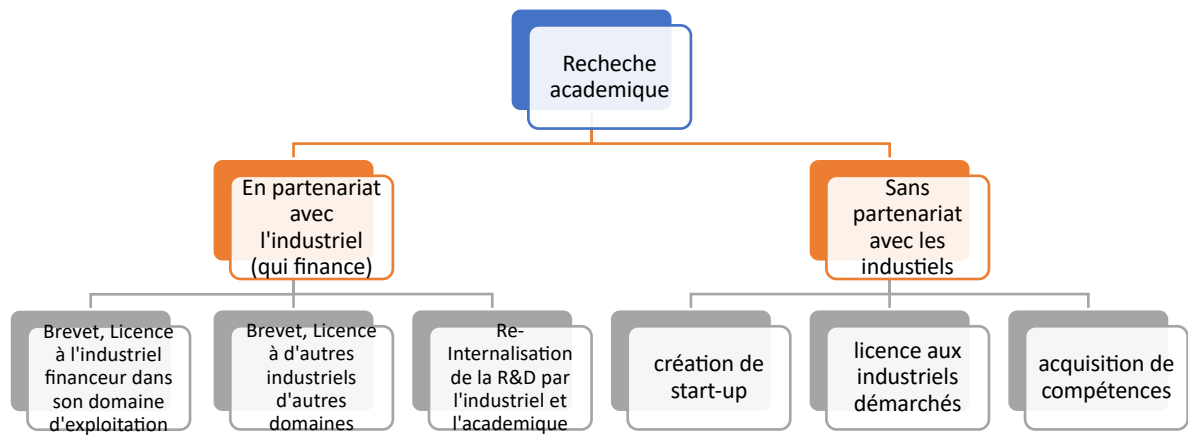 Recheche
academique
En partenariat
avec
l'industriel
(qui finance)
Sans
partenariat
avec les
industiels
Brevet, Licence
à l'industriel
financeur dans
son domaine
d'exploitation
Brevet, Licence
à d'autres
industriels
d'autres
domaines
Re-
Internalisation
de la R&D par
l'industriel et
l'académique
création de
start-up
licence aux
industriels
démarchés
acquisition de
compétences